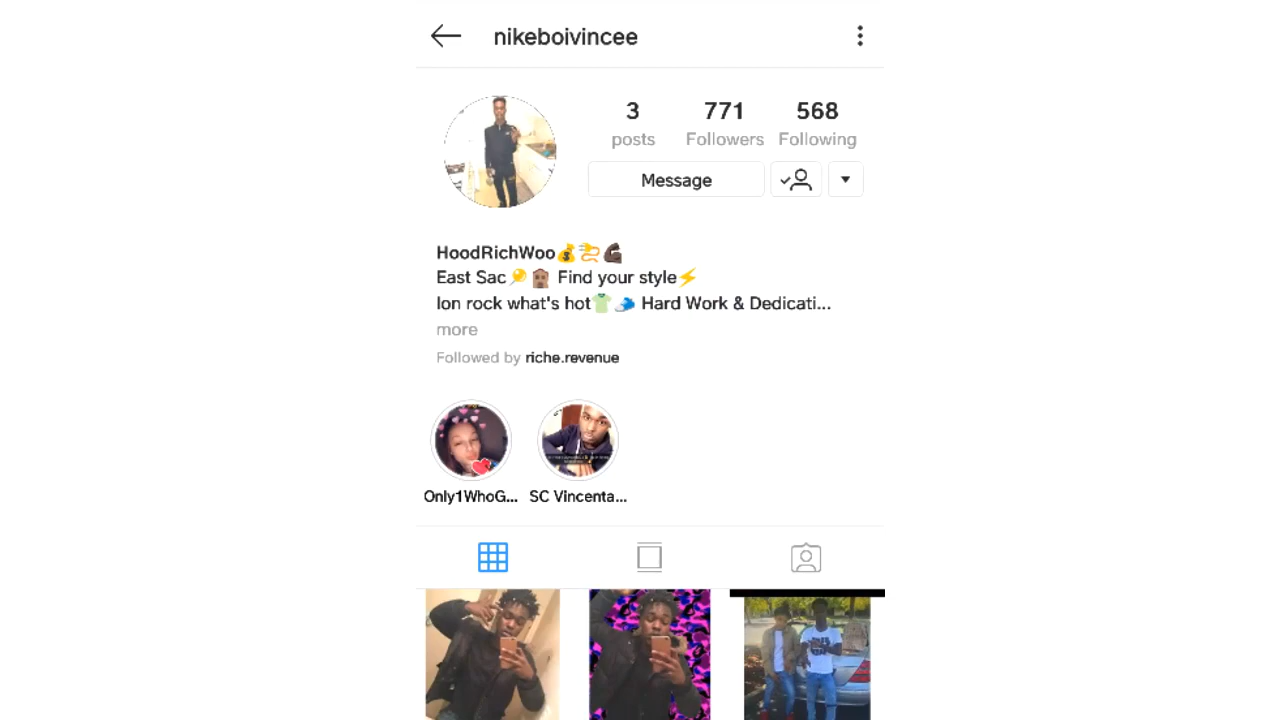 nikeboivincee
3 771 568
posts Followers Following
Message
HoodRichWoo💰
East Sac Find your style⚡
Ion rock what's hot👕🌊 Hard Work & Dedicati...
more
Followed by riche.revenue
Only1WhoG... SC Vincenta...